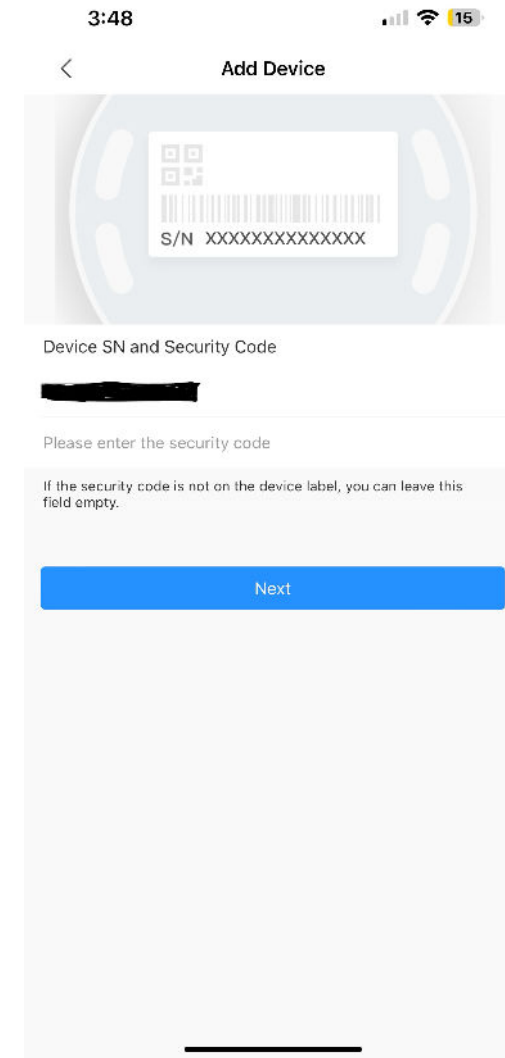 3:48
15
Add Device
S/N XXXXXXXXXXXXXX
Device SN and Security Code
Please enter the security code
If the security code is not on the device label, you can leave this
field empty.
Next